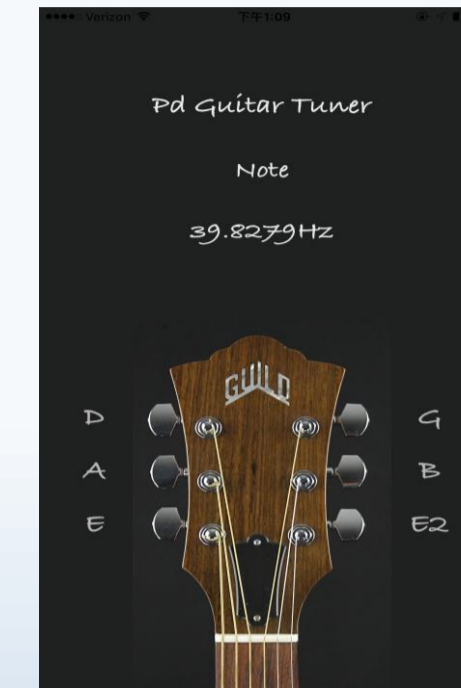 Verizon 下午1:09
Pd Guitar Tuner
Note
39.8279Hz
GUILD
D G
A B
E E2